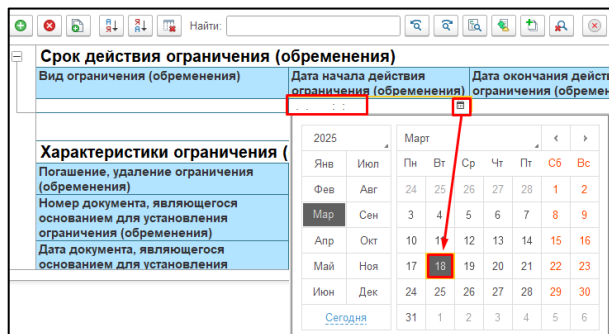 Найти:
Срок действия ограничения (обременения)
Вид ограничения (обременения)
Дата начала действия
ограничения (обременения)
Дата окончания дейст
ограничения (обремен
. . : :
Характеристики ограничения (
Погашение, удаление ограничения
(обременения)
Номер документа, являющегося
основанием для установления
ограничения (обременения)
Дата документа, являющегося
основанием для установления
2025 Март
Янв Июл Пн Вт Ср Чт Пт Сб Вс
Фев Авг 24 25 26 27 28 1 2
Мар Сен 3 4 5 6 7 8 9
Апр Окт 10 11 12 13 14 15 16
Май Ноя 17 18 19 20 21 22 23
Июн Дек 24 25 26 27 28 29 30
Сегодня 31 1 2 3 4 5 6